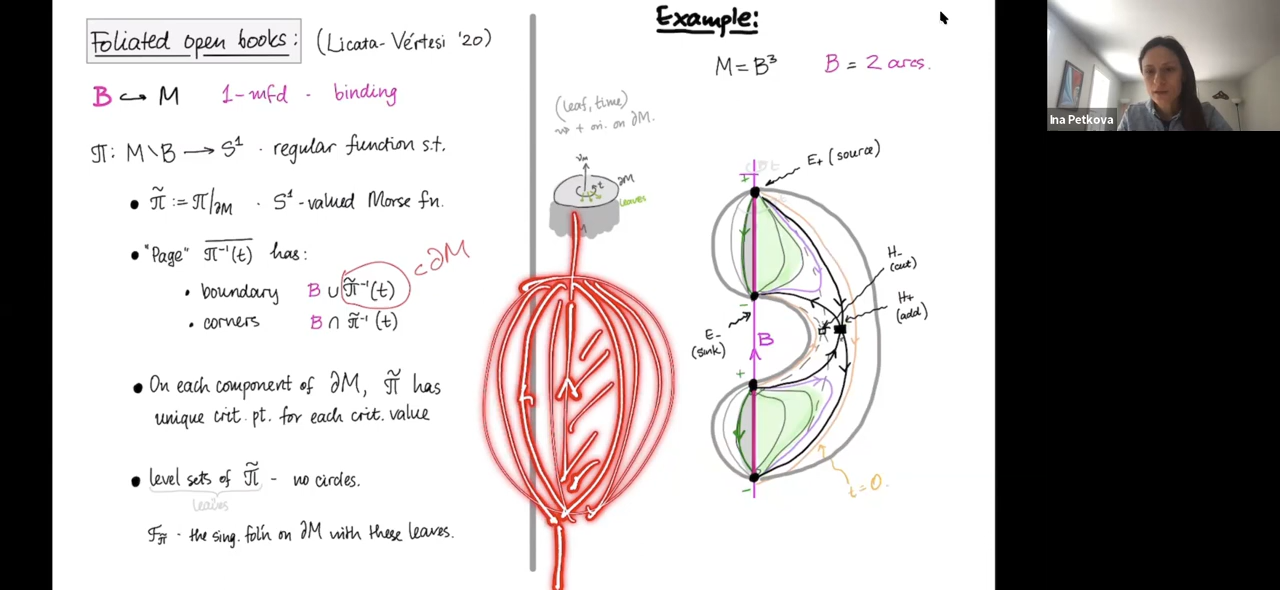 Foliated open books: (Licata-Vértesi '20)
B ↪ M 1-mfd - binding
π: M\B → S¹ - regular function s.t.
• π̃ := π|∂M - S¹-valued Morse fn.
• "Page" π⁻¹(t) has:
• boundary B ∪ π̃⁻¹(t) ⊂ ∂M
• corners B ∩ π̃⁻¹(t)
• On each component of ∂M, π̃ has
unique crit. pt. for each crit. value
• level sets of π̃ - no circles.
leaves
F_π̃ - the sing. fol'n on ∂M with these leaves.
(leaf, time)
⇝ + ori. on ∂M.
t
∂M
leaves
Example:
M = B³ B = 2 arcs.
+
E+ (source)
H-
(cut)
H+
(add)
-
E-
(sink)
B
+
-
t=0.
Ina Petkova